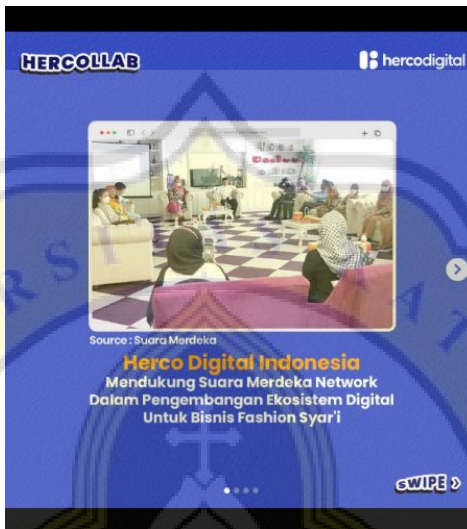 HERCOLLAB
hercodigital
Source : Suara Merdeka
Herco Digital Indonesia
Mendukung Suara Merdeka Network
Dalam Pengembangan Ekosistem Digital
Untuk Bisnis Fashion Syar'i
SWIPE